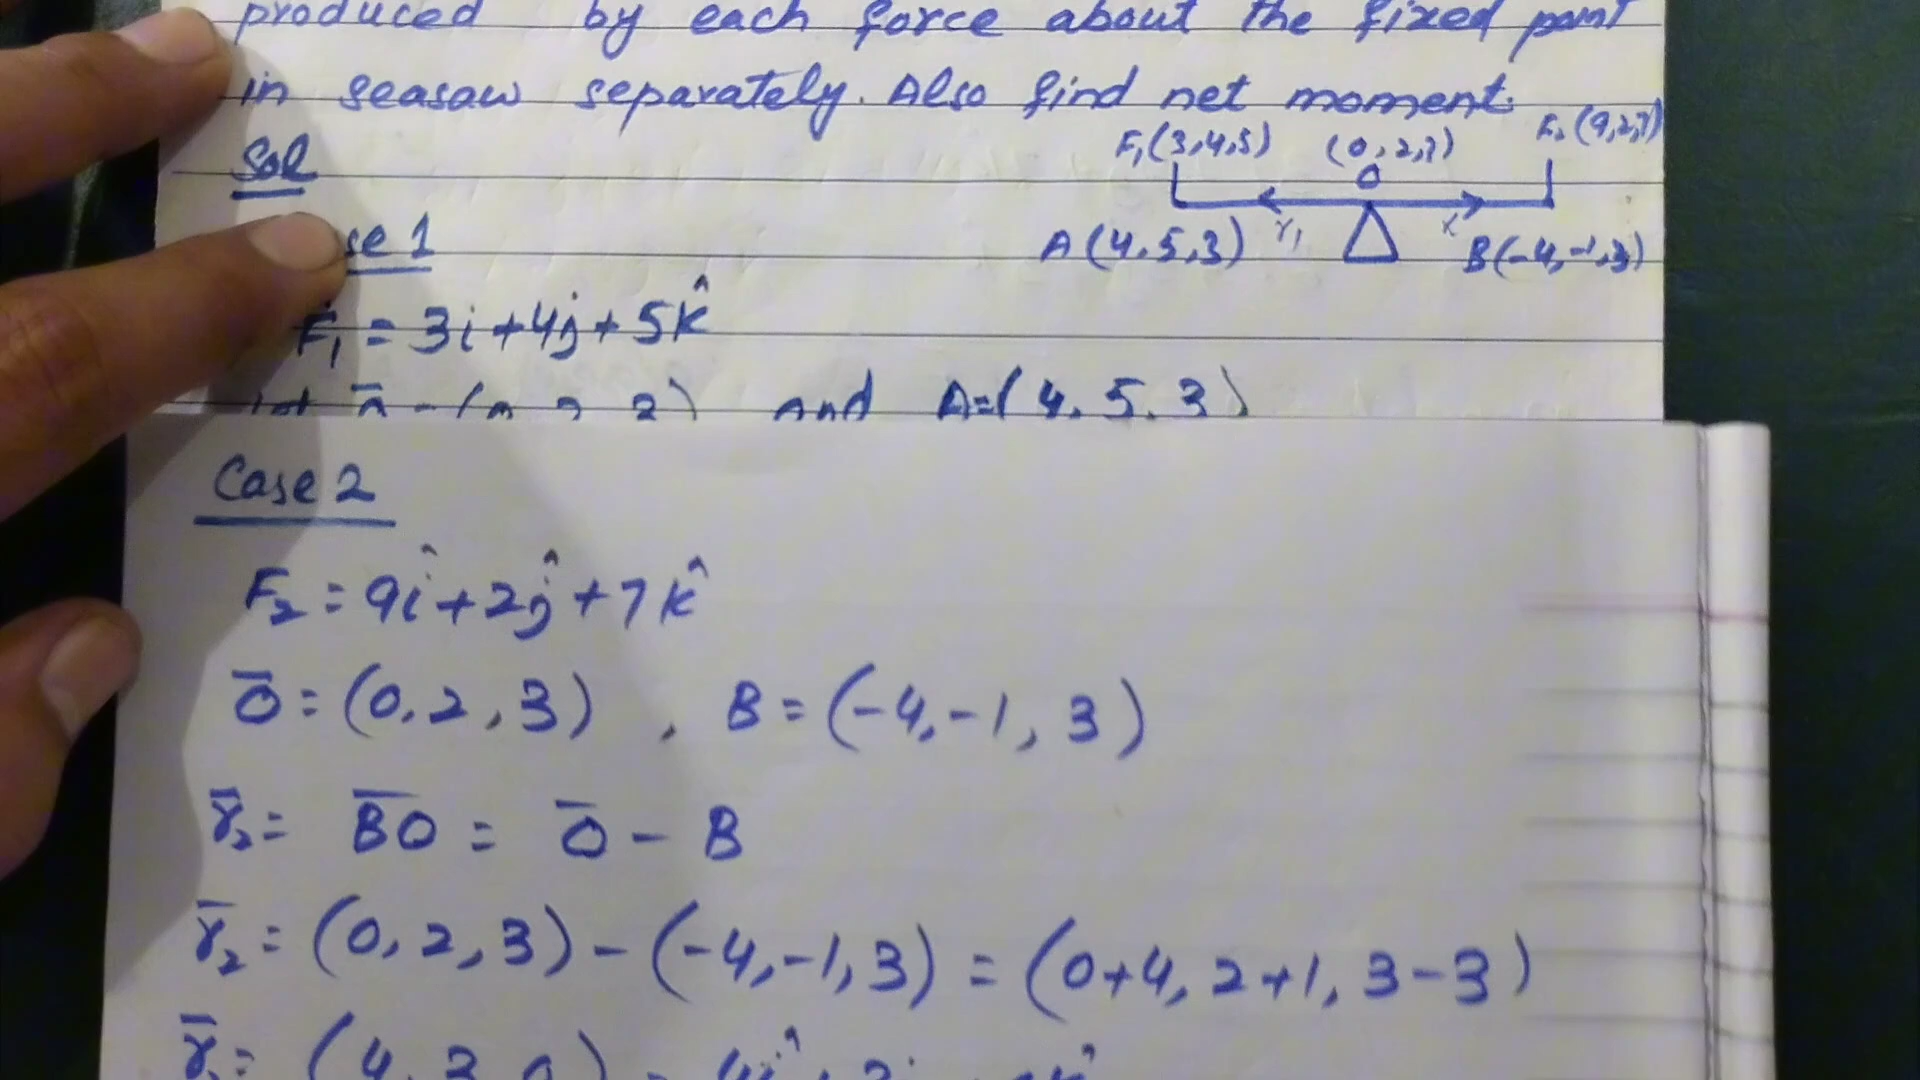 produced by each force about the fixed point
in seasaw separately. Also find net moment.
Sol
F₁(3,4,5) (0,2,3) F₂(9,2,7)
O
A(4,5,3) r₁ B(-4,-1,3)
se 1
F₁ = 3i+4j+5k̂
and A=(4,5,3)
Case 2
F₂ = 9î+2ĵ+7k̂
O̅ = (0,2,3) , B = (-4,-1,3)
r̅₂ = B̅O̅ = O̅ - B
r̅₂ = (0,2,3)-(-4,-1,3) = (0+4, 2+1, 3-3)